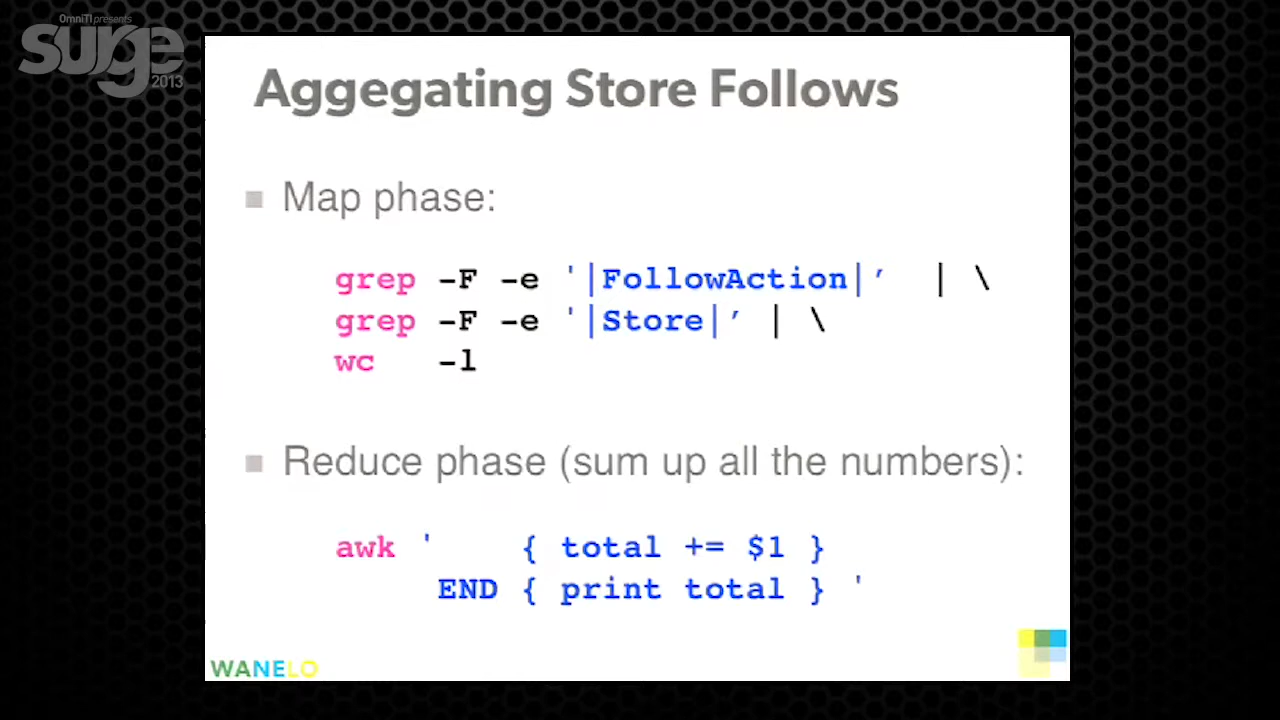 OmniTI presents
surge
2013
Aggegating Store Follows
Map phase:
grep -F -e '|FollowAction|’ | \
grep -F -e '|Store|’ | \
wc -l
Reduce phase (sum up all the numbers):
awk ' { total += $1 }
END { print total } '
WANELO